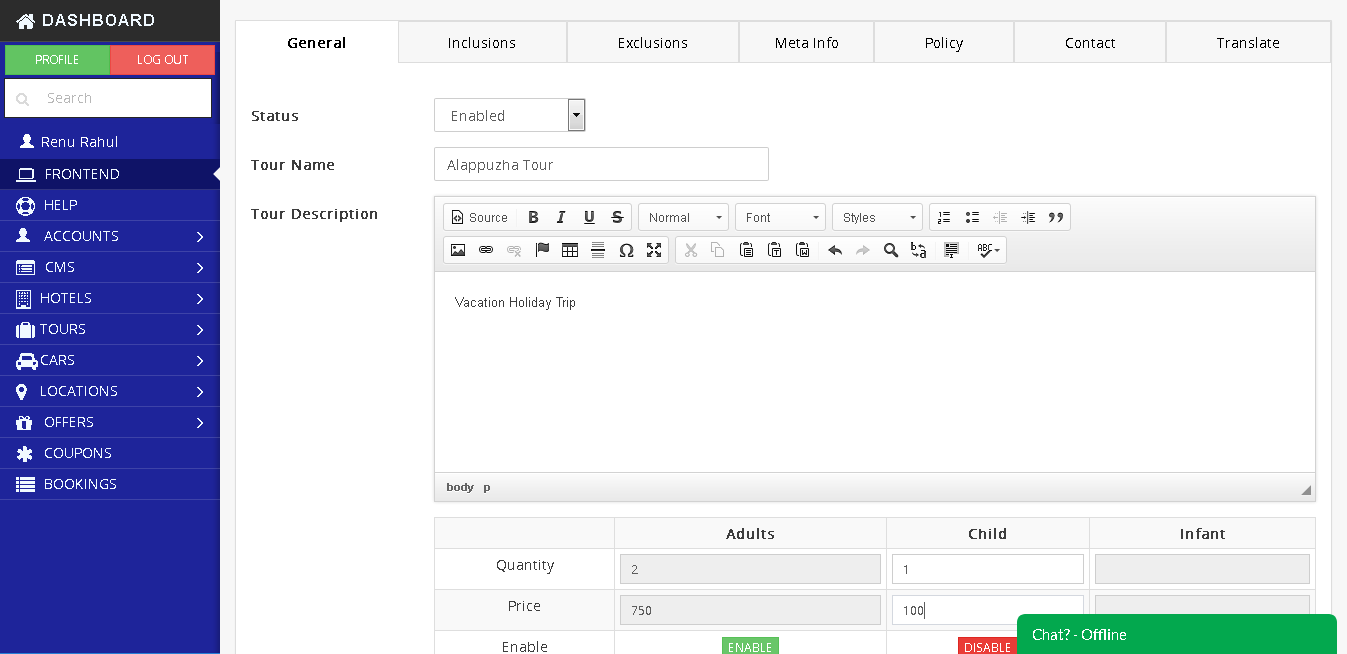 DASHBOARD
PROFILE LOG OUT
Search
Renu Rahul
FRONTEND
HELP
ACCOUNTS
CMS
HOTELS
TOURS
CARS
LOCATIONS
OFFERS
COUPONS
BOOKINGS
General Inclusions Exclusions Meta Info Policy Contact Translate
Status Enabled
Tour Name Alappuzha Tour
Tour Description
Source B I U S Normal Font Styles
Ω ABC
Vacation Holiday Trip
body p
Adults Child Infant
Quantity 2 1
Price 750 100
Enable ENABLE DISABLE
Chat? - Offline